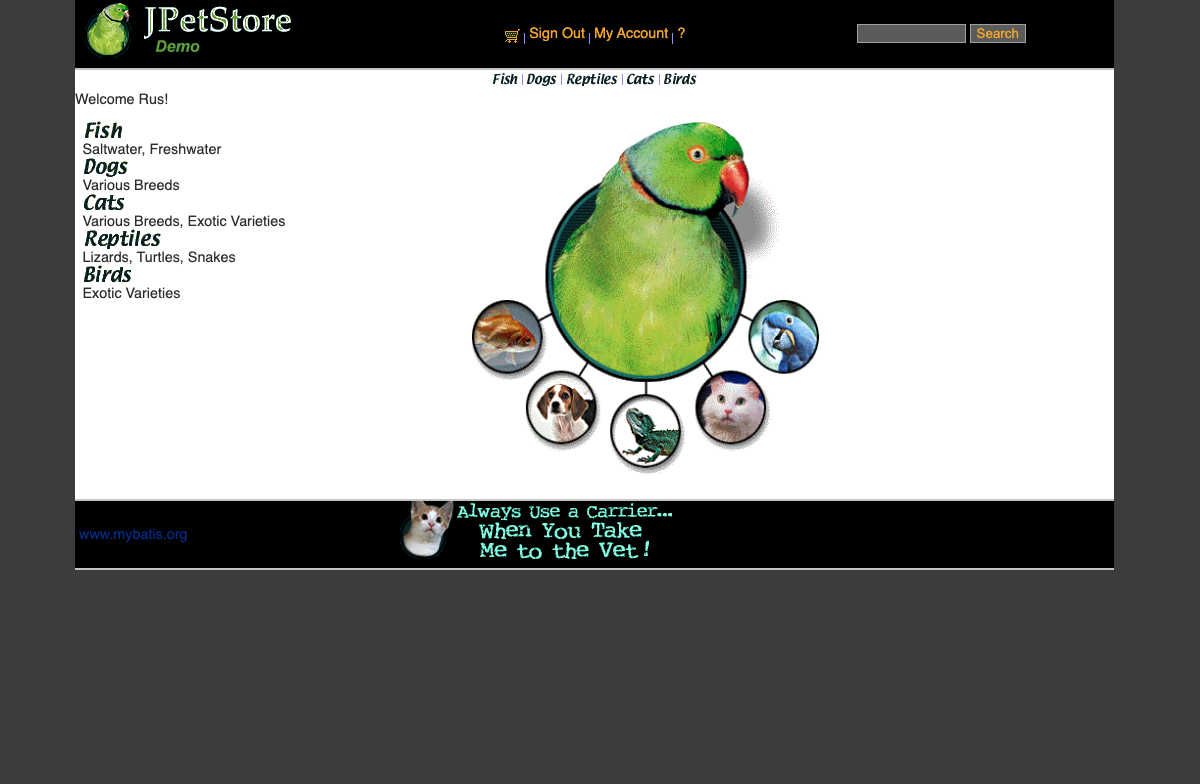 JPetStore
Demo
Sign Out | My Account | ?
Search
Fish | Dogs | Reptiles | Cats | Birds
Welcome Rus!
Fish
Saltwater, Freshwater
Dogs
Various Breeds
Cats
Various Breeds, Exotic Varieties
Reptiles
Lizards, Turtles, Snakes
Birds
Exotic Varieties
www.mybatis.org
Always Use a Carrier...
When You Take
Me to the Vet!